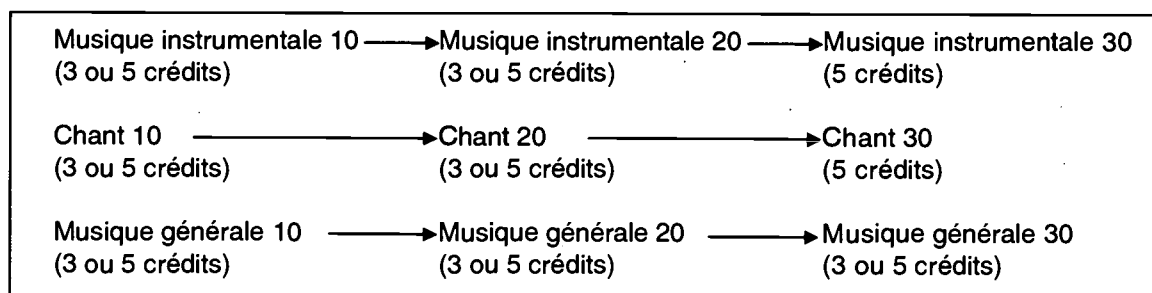 Musique instrumentale 10 Musique instrumentale 20 Musique instrumentale 30
(3 ou 5 crédits) (3 ou 5 crédits) (5 crédits)
Chant 10 Chant 20 Chant 30
(3 ou 5 crédits) (3 ou 5 crédits) (5 crédits)
Musique générale 10 Musique générale 20 Musique générale 30
(3 ou 5 crédits) (3 ou 5 crédits) (3 ou 5 crédits)